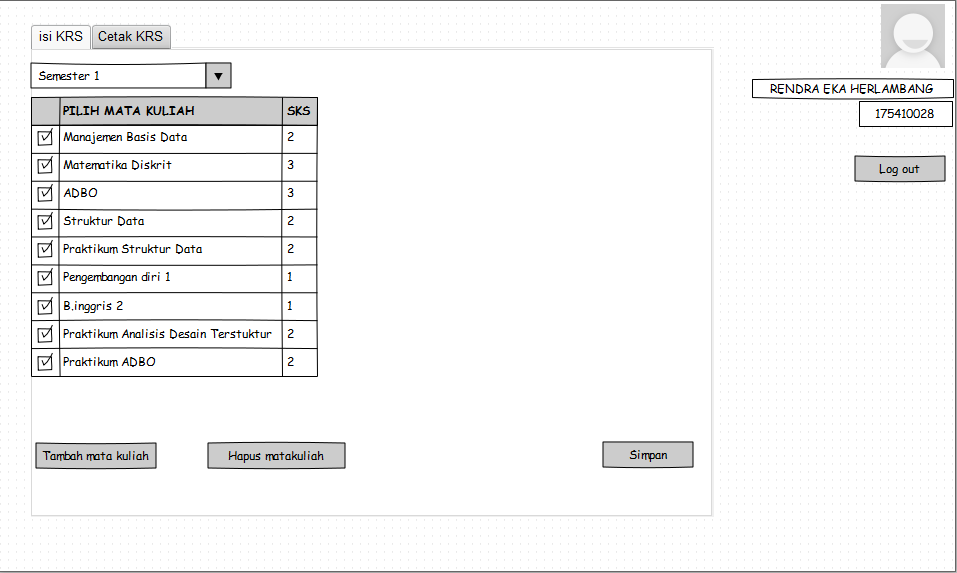 isi KRS Cetak KRS
Semester 1
RENDRA EKA HERLAMBANG
175410028
Log out
PILIH MATA KULIAH SKS
Manajemen Basis Data 2
Matematika Diskrit 3
ADBO 3
Struktur Data 2
Praktikum Struktur Data 2
Pengembangan diri 1 1
B.inggris 2 1
Praktikum Analisis Desain Terstuktur 2
Praktikum ADBO 2
Tambah mata kuliah Hapus matakuliah Simpan